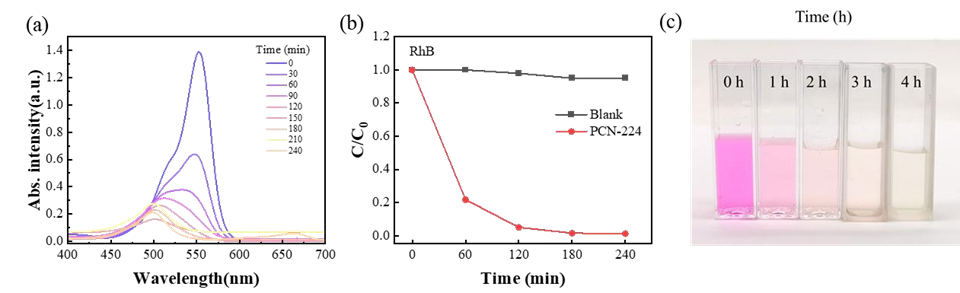 (a)
Abs. intensity(a.u.)
1.4
1.2
1.0
0.8
0.6
0.4
0.2
0.0
400
450
500
550
600
650
700
Wavelength(nm)
Time (min)
0
30
60
90
120
150
180
210
240
(b)
RhB
C/C0
1.2
1.0
0.8
0.6
0.4
0.2
0.0
0
60
120
180
240
Time (min)
Blank
PCN-224
(c)
Time (h)
0 h
1 h
2 h
3 h
4 h